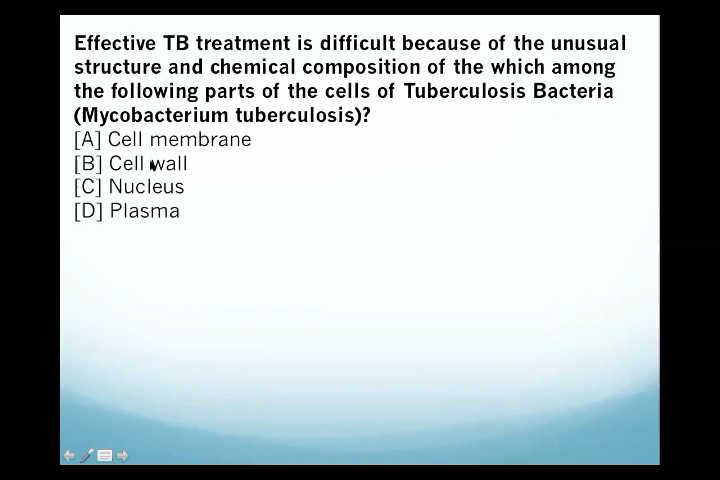 Effective TB treatment is difficult because of the unusual
structure and chemical composition of the which among
the following parts of the cells of Tuberculosis Bacteria
(Mycobacterium tuberculosis)?
[A] Cell membrane
[B] Cell wall
[C] Nucleus
[D] Plasma